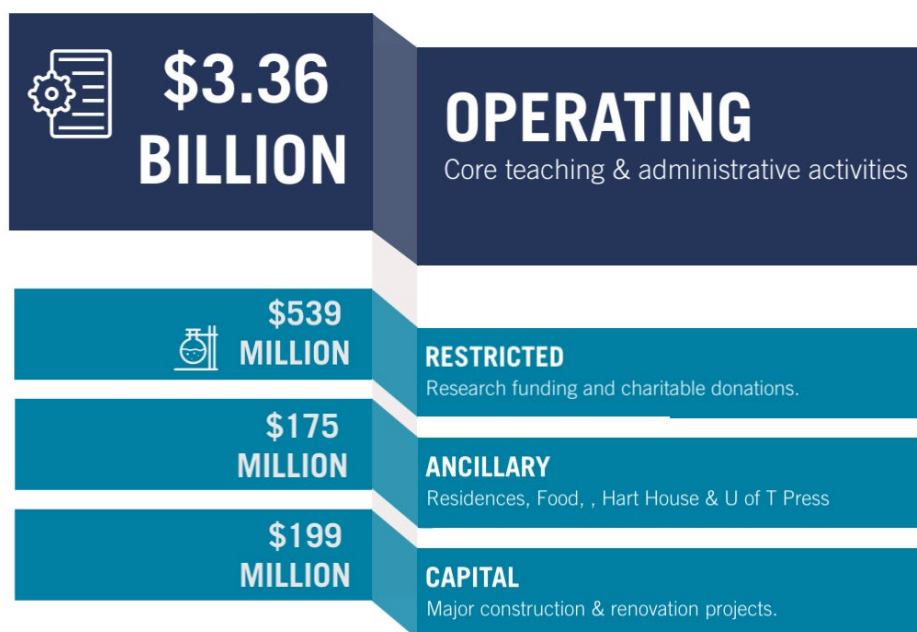 $3.36
BILLION
OPERATING
Core teaching & administrative activities
$539
MILLION
RESTRICTED
Research funding and charitable donations.
$175
MILLION
ANCILLARY
Residences, Food, , Hart House & U of T Press
$199
MILLION
CAPITAL
Major construction & renovation projects.